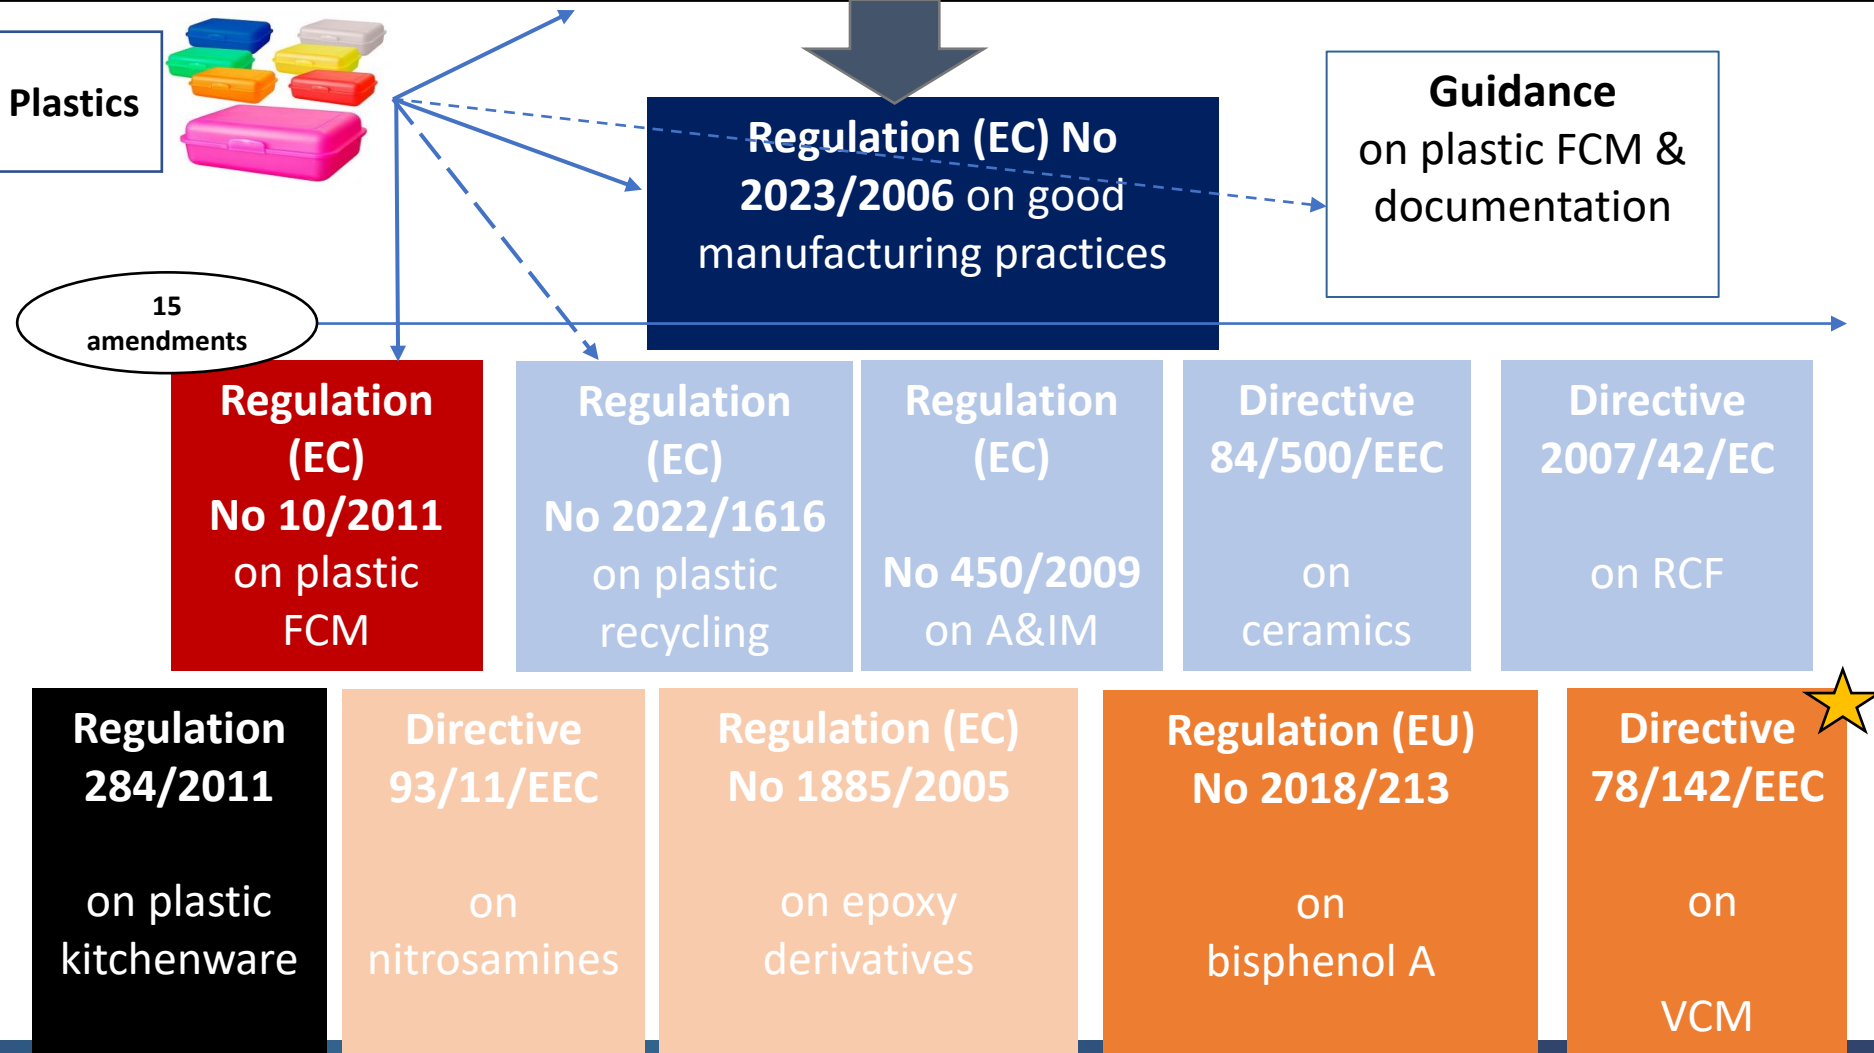 Plastics
Regulation (EC) No
2023/2006 on good
manufacturing practices
Guidance
on plastic FCM &
documentation
15
amendments
Regulation
(EC)
No 10/2011
on plastic
FCM
Regulation
(EC)
No 2022/1616
on plastic
recycling
Regulation
(EC)
No 450/2009
on A&IM
Directive
84/500/EEC
on
ceramics
Directive
2007/42/EC
on RCF
Regulation
284/2011
on plastic
kitchenware
Directive
93/11/EEC
on
nitrosamines
Regulation (EC)
No 1885/2005
on epoxy
derivatives
Regulation (EU)
No 2018/213
on
bisphenol A
Directive
78/142/EEC
on
VCM